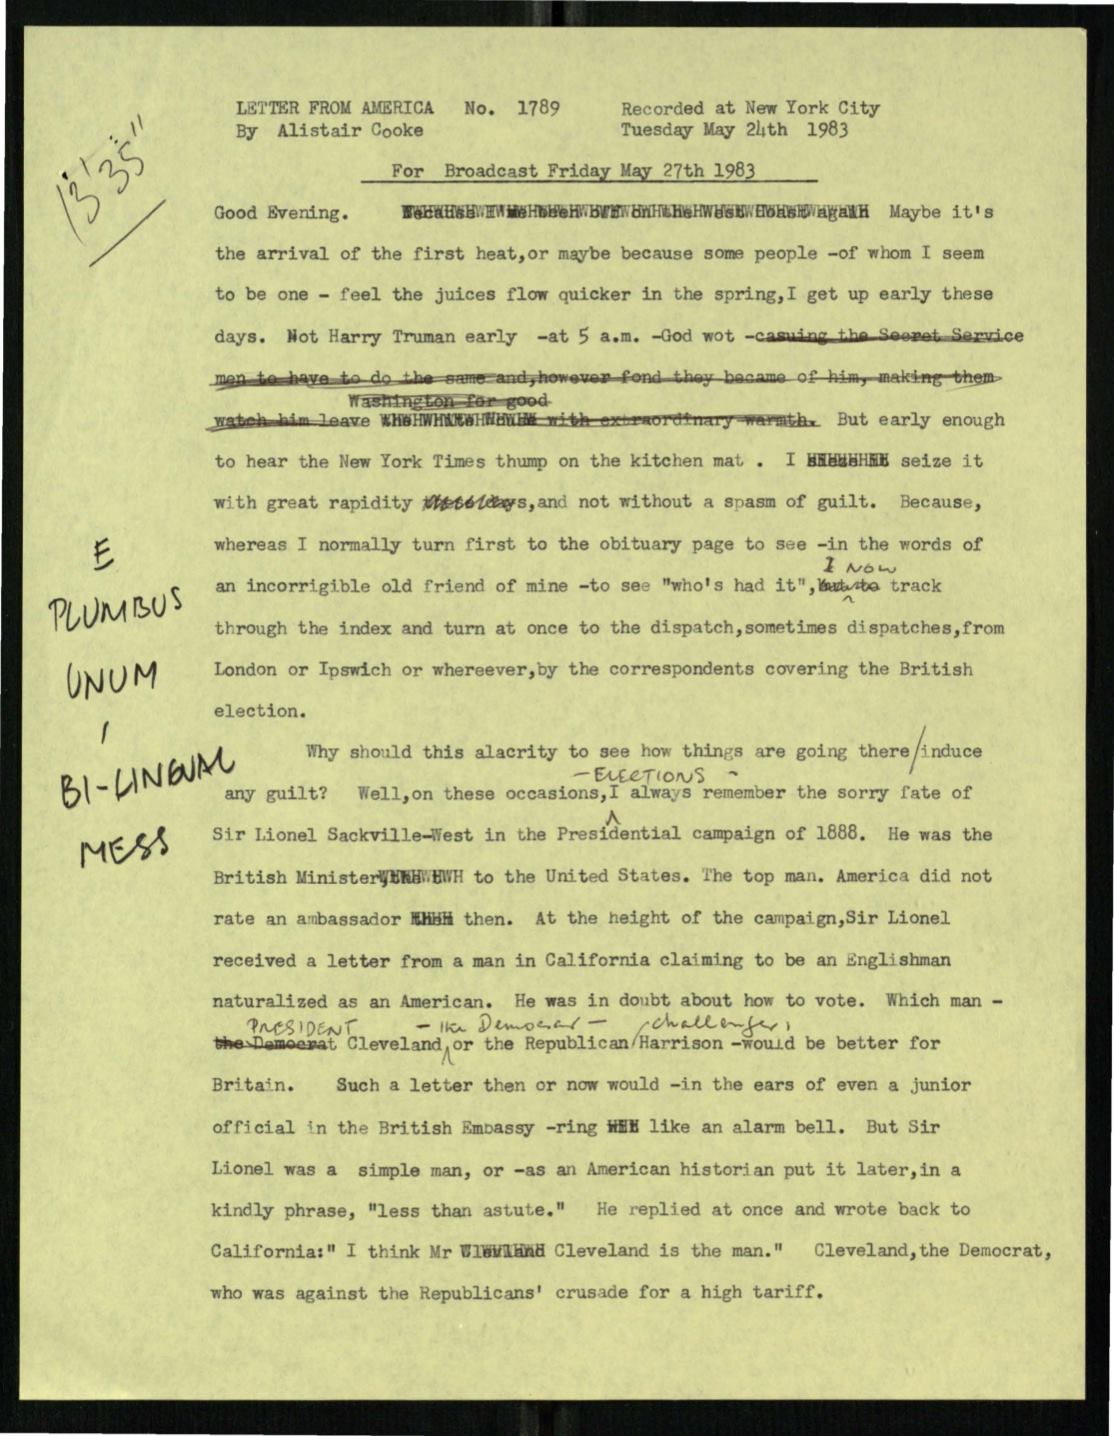 LETTER FROM AMERICA No. 1789 Recorded at New York City
By Alistair Cooke Tuesday May 24th 1983
13'35"
For Broadcast Friday May 27th 1983
Good Evening. Because I've been out on the West Coast again Maybe it's
the arrival of the first heat,or maybe because some people -of whom I seem
to be one - feel the juices flow quicker in the spring,I get up early these
days. Not Harry Truman early -at 5 a.m. -God wot -casuing the Secret Service
men to have to do the same and,however fond they became of him, making them
Washington for good
watch him leave the White House with extraordinary warmth. But early enough
to hear the New York Times thump on the kitchen mat . I seize it
with great rapidity these days,and not without a spasm of guilt. Because,
whereas I normally turn first to the obituary page to see -in the words of
I NOW
an incorrigible old friend of mine -to see "who's had it", track
through the index and turn at once to the dispatch,sometimes dispatches,from
London or Ipswich or whereever,by the correspondents covering the British
election.
E
PLUMBUS
UNUM
/
BI-LINGUAL
MESS
Why should this alacrity to see how things are going there/induce
- ELECTIONS -
any guilt? Well,on these occasions,I always remember the sorry fate of
Sir Lionel Sackville-West in the Presidential campaign of 1888. He was the
British Minister, to the United States. The top man. America did not
rate an ambassador then then. At the height of the campaign,Sir Lionel
received a letter from a man in California claiming to be an Englishman
naturalized as an American. He was in doubt about how to vote. Which man -
PRESIDENT - the Democrat - challenger,
the Democrat Cleveland,or the Republican/Harrison -would be better for
Britain. Such a letter then or now would -in the ears of even a junior
official in the British Embassy -ring like an alarm bell. But Sir
Lionel was a simple man, or -as an American historian put it later,in a
kindly phrase, "less than astute." He replied at once and wrote back to
California:" I think Mr Clevland Cleveland is the man." Cleveland,the Democrat,
who was against the Republicans' crusade for a high tariff.